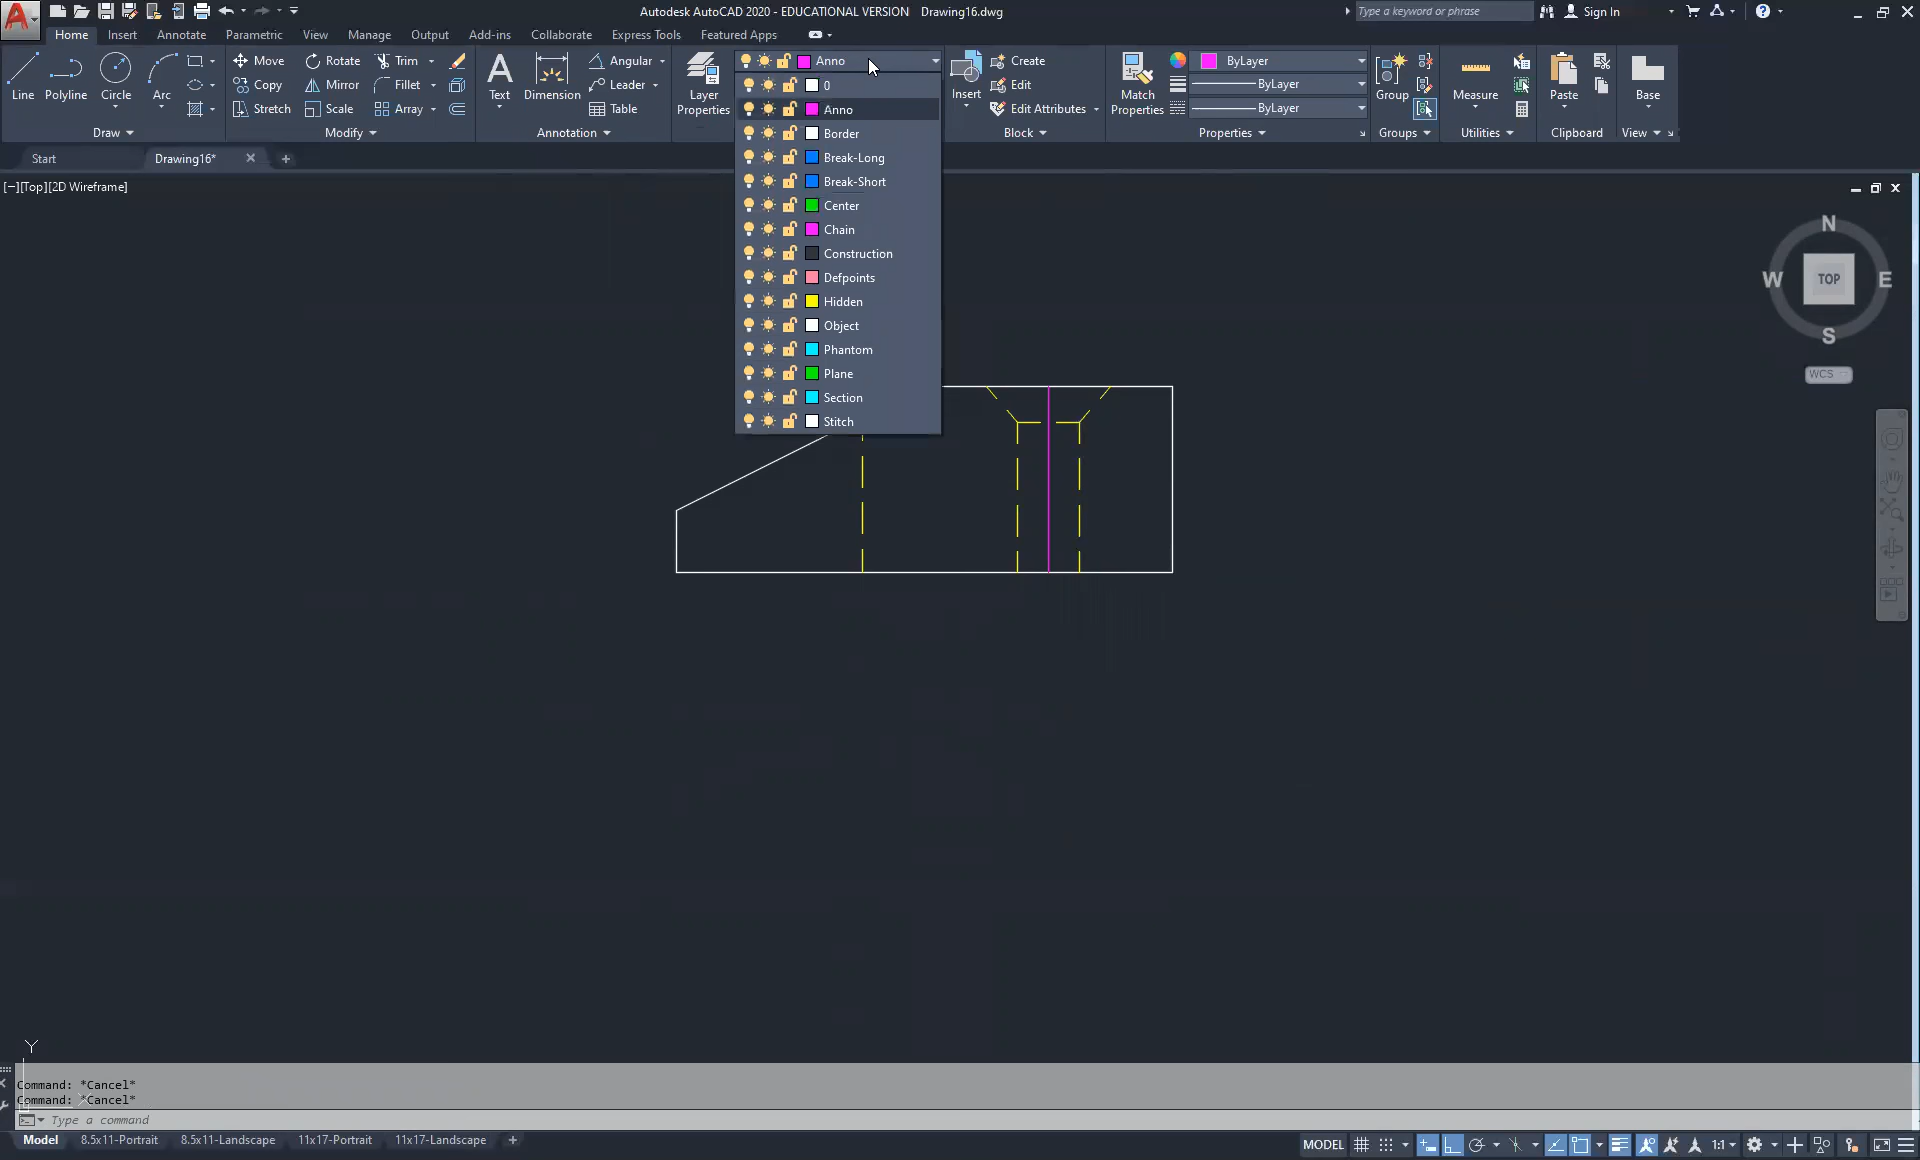 Autodesk AutoCAD 2020 - EDUCATIONAL VERSION Drawing16.dwg
Type a keyword or phrase
Sign In
Home Insert Annotate Parametric View Manage Output Add-ins Collaborate Express Tools Featured Apps
Line Polyline Circle Arc
Draw
Move Rotate Trim
Copy Mirror Fillet
Stretch Scale Array
Modify
Text Dimension
Angular
Leader
Table
Annotation
Layer Properties
Anno
0
Anno
Border
Break-Long
Break-Short
Center
Chain
Construction
Defpoints
Hidden
Object
Phantom
Plane
Section
Stitch
Insert
Create
Edit
Edit Attributes
Block
Match Properties
ByLayer
ByLayer
ByLayer
Properties
Group
Groups
Measure
Utilities
Paste
Clipboard
Base
View
Start Drawing16*
[−][Top][2D Wireframe]
N
W TOP E
S
WCS
Y
Command: *Cancel*
Command: *Cancel*
Type a command
Model 8.5x11-Portrait 8.5x11-Landscape 11x17-Portrait 11x17-Landscape
MODEL 1:1